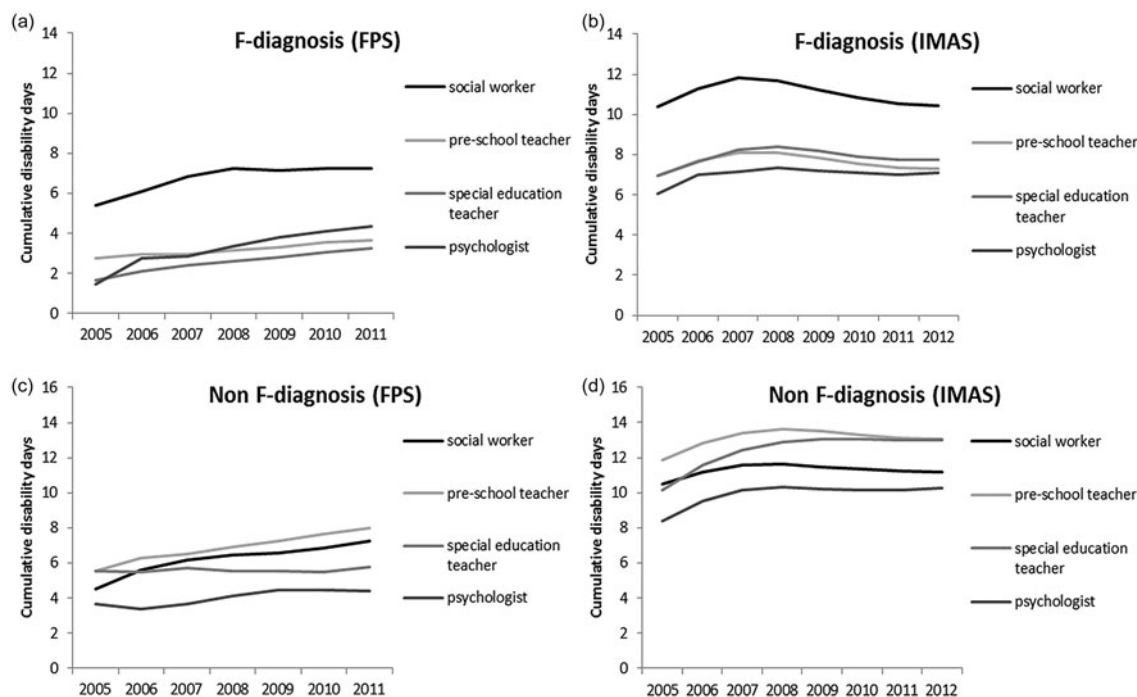 (a)
F-diagnosis (FPS)
Cumulative disability days
14
12
10
8
6
4
2
0
2005 2006 2007 2008 2009 2010 2011
social worker
pre-school teacher
special education
teacher
psychologist
(b)
F-diagnosis (IMAS)
Cumulative disability days
14
12
10
8
6
4
2
0
2005 2006 2007 2008 2009 2010 2011 2012
social worker
pre-school teacher
special education
teacher
psychologist
(c)
Non F-diagnosis (FPS)
Cumulative disability days
16
14
12
10
8
6
4
2
0
2005 2006 2007 2008 2009 2010 2011
social worker
pre-school teacher
special education
teacher
psychologist
(d)
Non F-diagnosis (IMAS)
Cumulative disability days
16
14
12
10
8
6
4
2
0
2005 2006 2007 2008 2009 2010 2011 2012
social worker
pre-school teacher
special education
teacher
psychologist